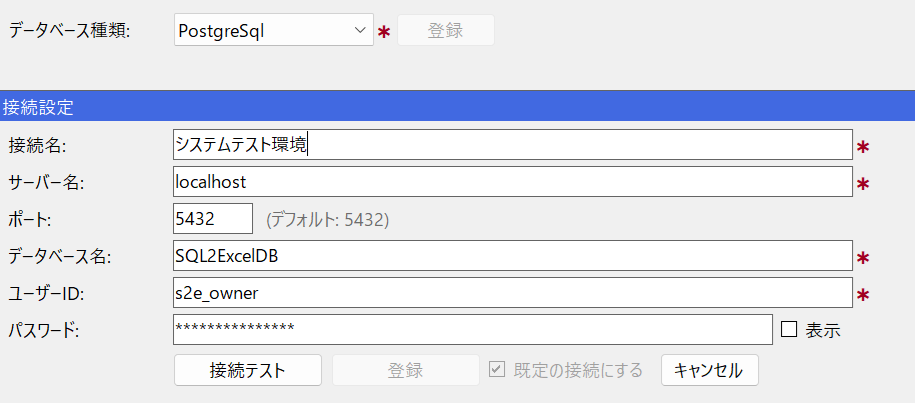 データベース種類: PostgreSql * 登録
接続設定
接続名: システムテスト環境 *
サーバー名: localhost *
ポート: 5432 (デフォルト: 5432)
データベース名: SQL2ExcelDB *
ユーザーID: s2e_owner *
パスワード: *************** 表示
接続テスト 登録 既定の接続にする キャンセル